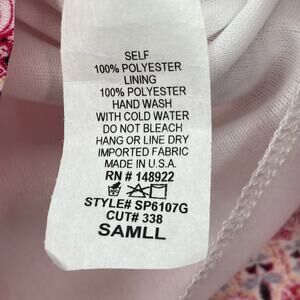 SELF
100% POLYESTER
LINING
100% POLYESTER
HAND WASH
WITH COLD WATER
DO NOT BLEACH
HANG OR LINE DRY
IMPORTED FABRIC
MADE IN U.S.A.
RN # 148922
STYLE# SP6107G
CUT# 338
SAMLL